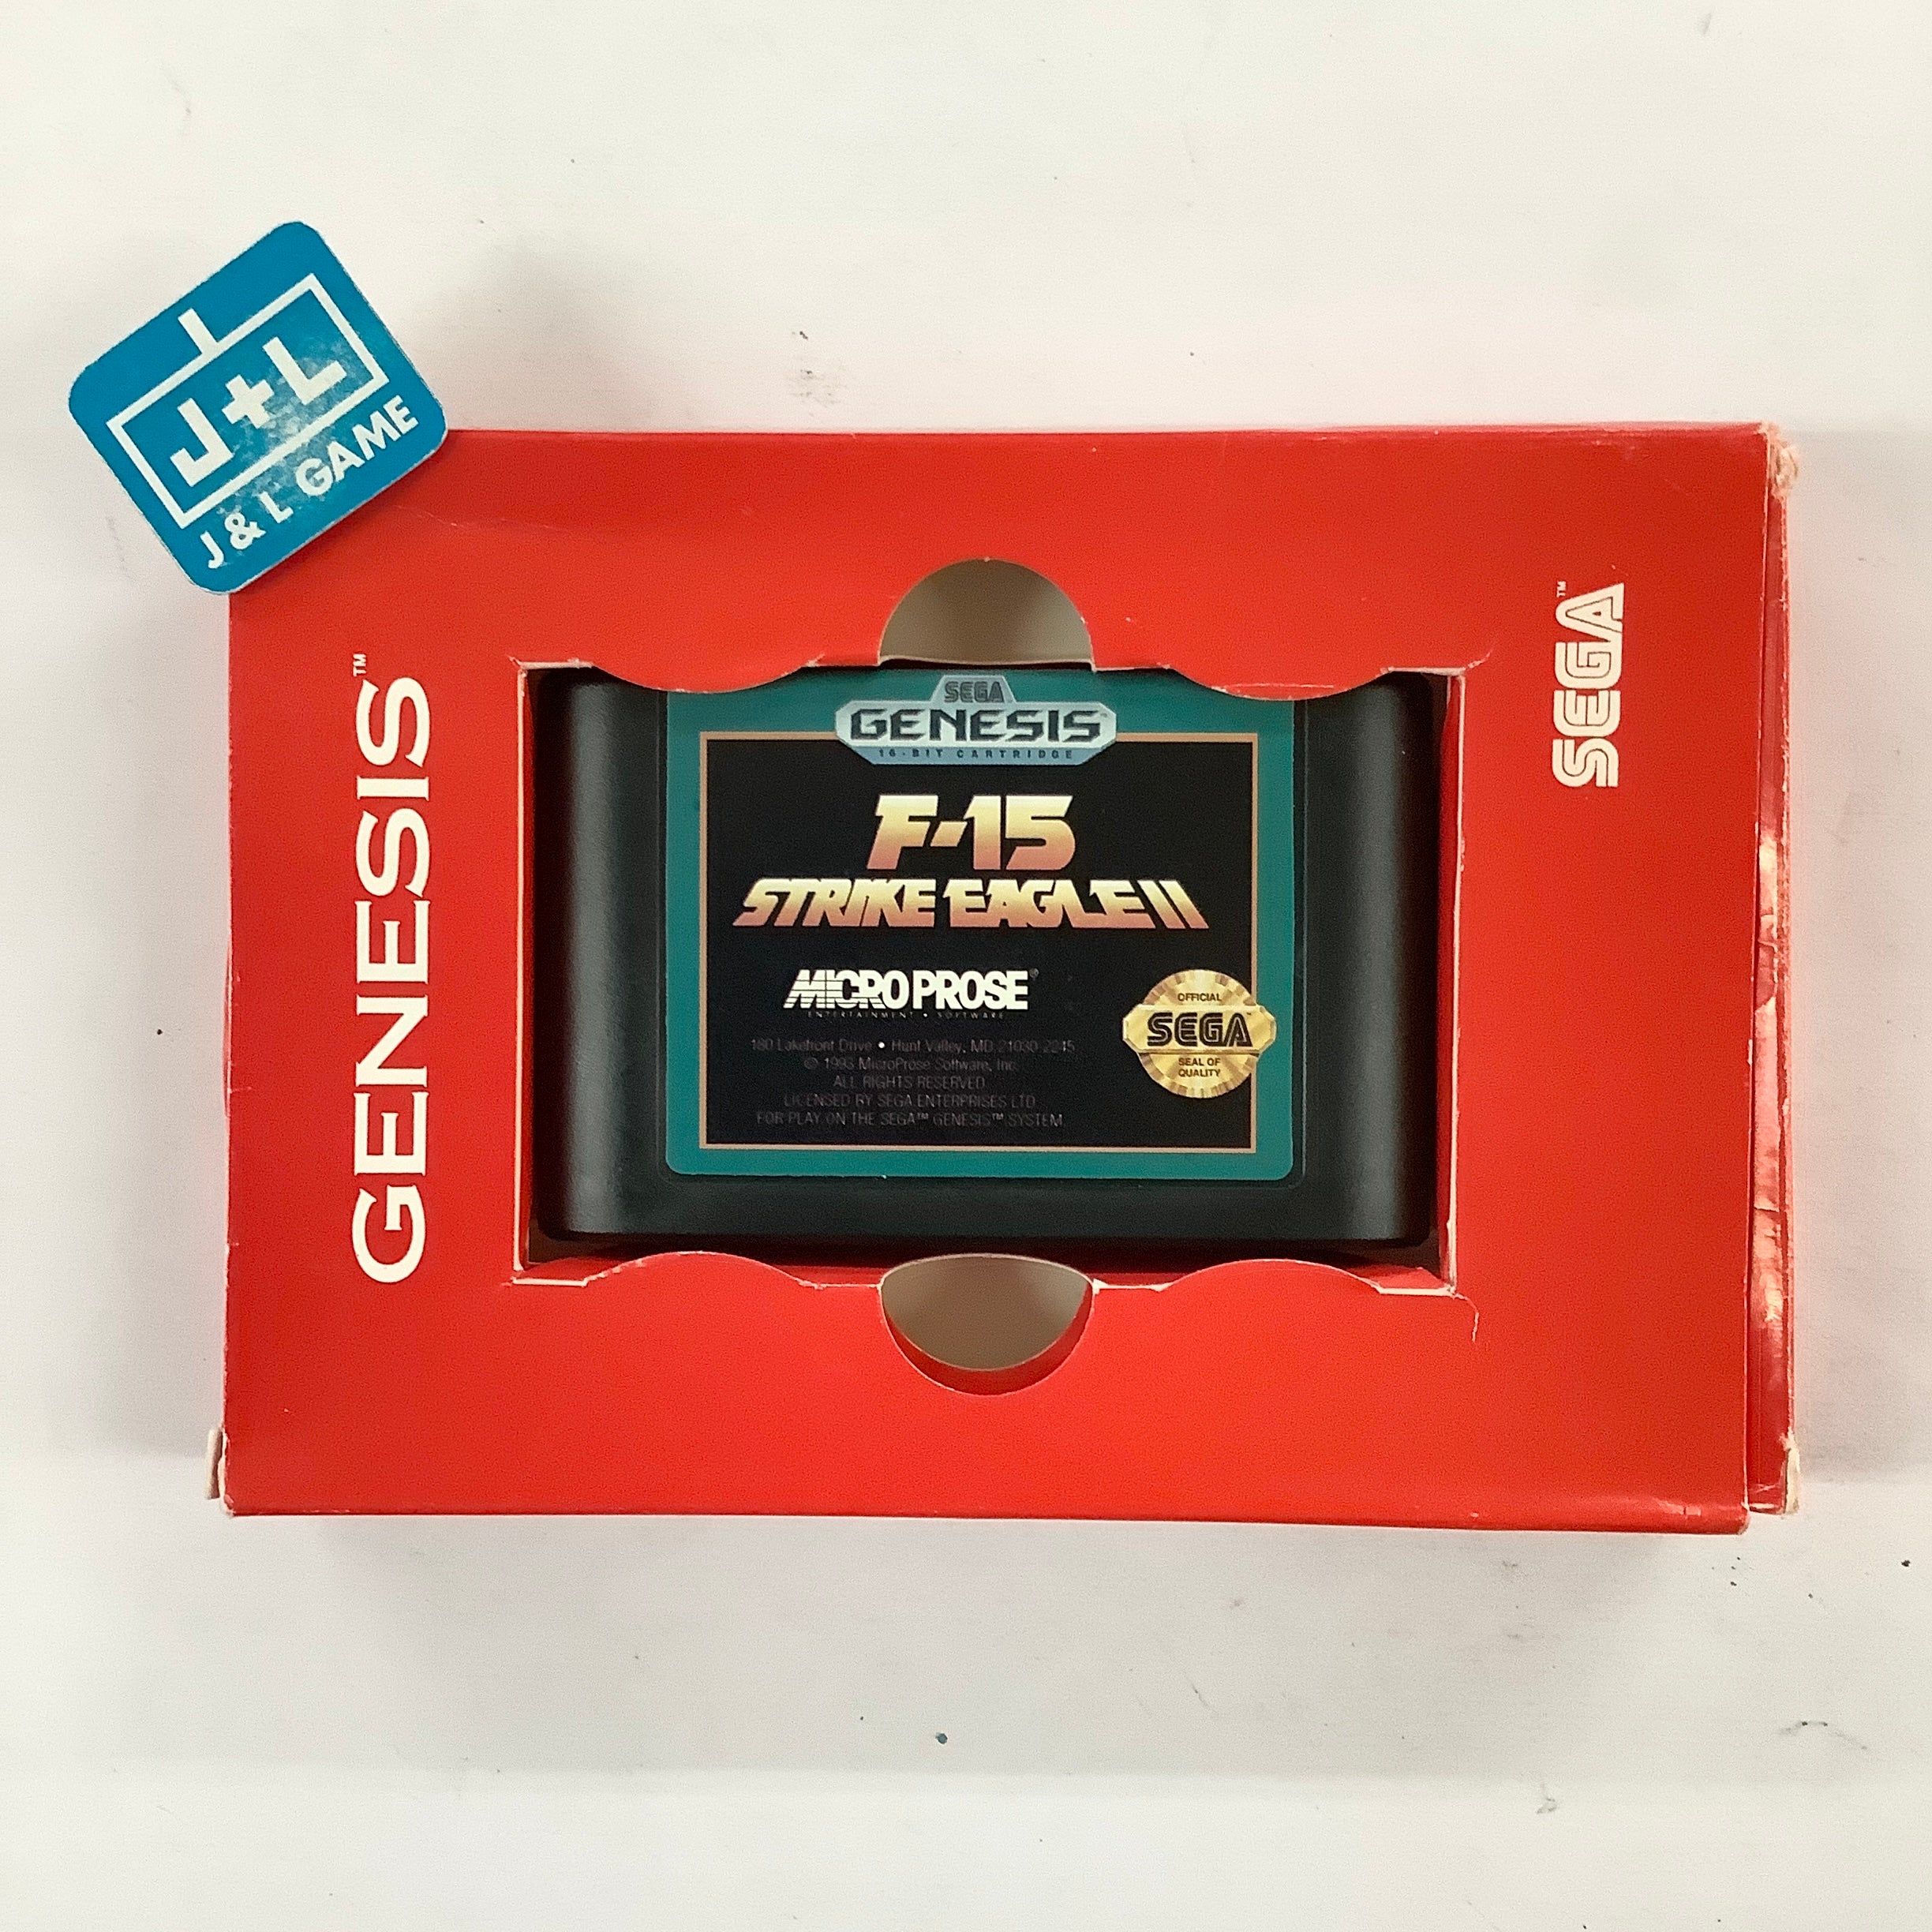 J+L
J & L GAME
GENESIS™
SEGA™
SEGA
GENESIS
16-BIT CARTRIDGE
F-15
STRIKE EAGLE II
MICROPROSE®
ENTERTAINMENT • SOFTWARE
OFFICIAL
SEGA
SEAL OF
QUALITY
180 Lakefront Drive • Hunt Valley, MD 21030-2245
© 1993 MicroProse Software, Inc.
ALL RIGHTS RESERVED
LICENSED BY SEGA ENTERPRISES LTD.
FOR PLAY ON THE SEGA™ GENESIS™ SYSTEM.